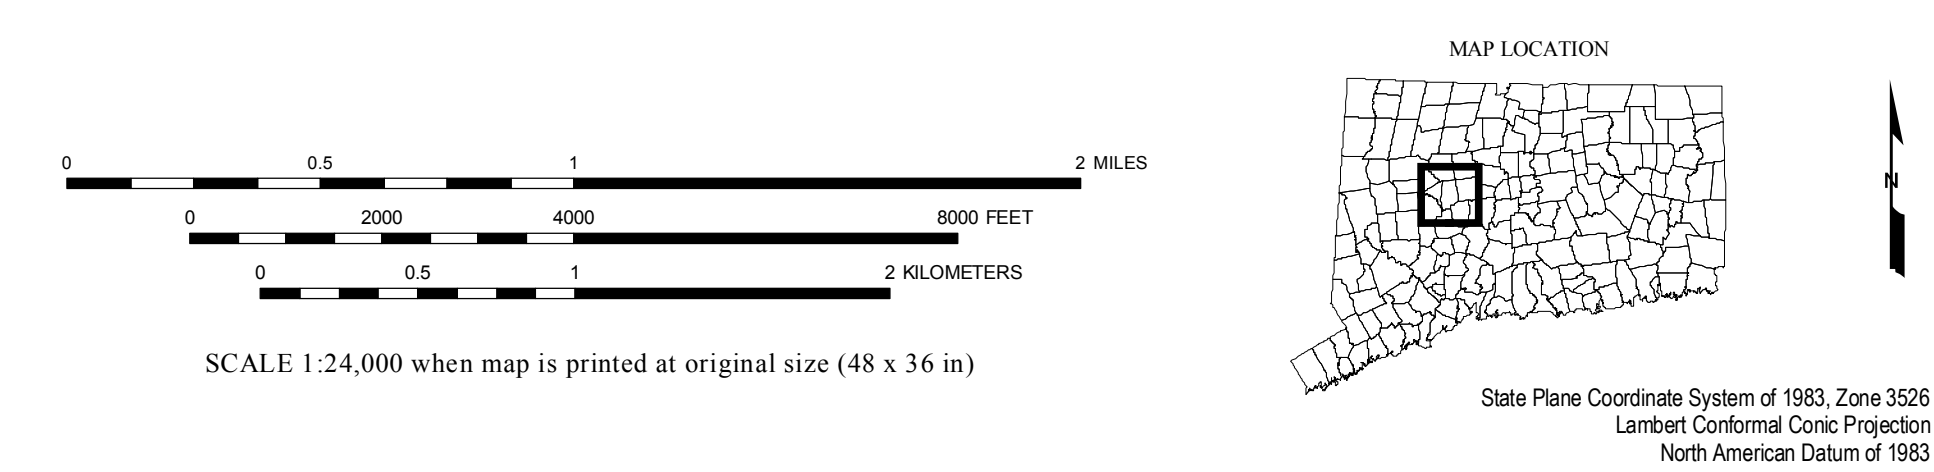 0 0.5 1 2 MILES
0 2000 4000 8000 FEET
0 0.5 1 2 KILOMETERS
SCALE 1:24,000 when map is printed at original size (48 x 36 in)
MAP LOCATION
N
State Plane Coordinate System of 1983, Zone 3526
Lambert Conformal Conic Projection
North American Datum of 1983